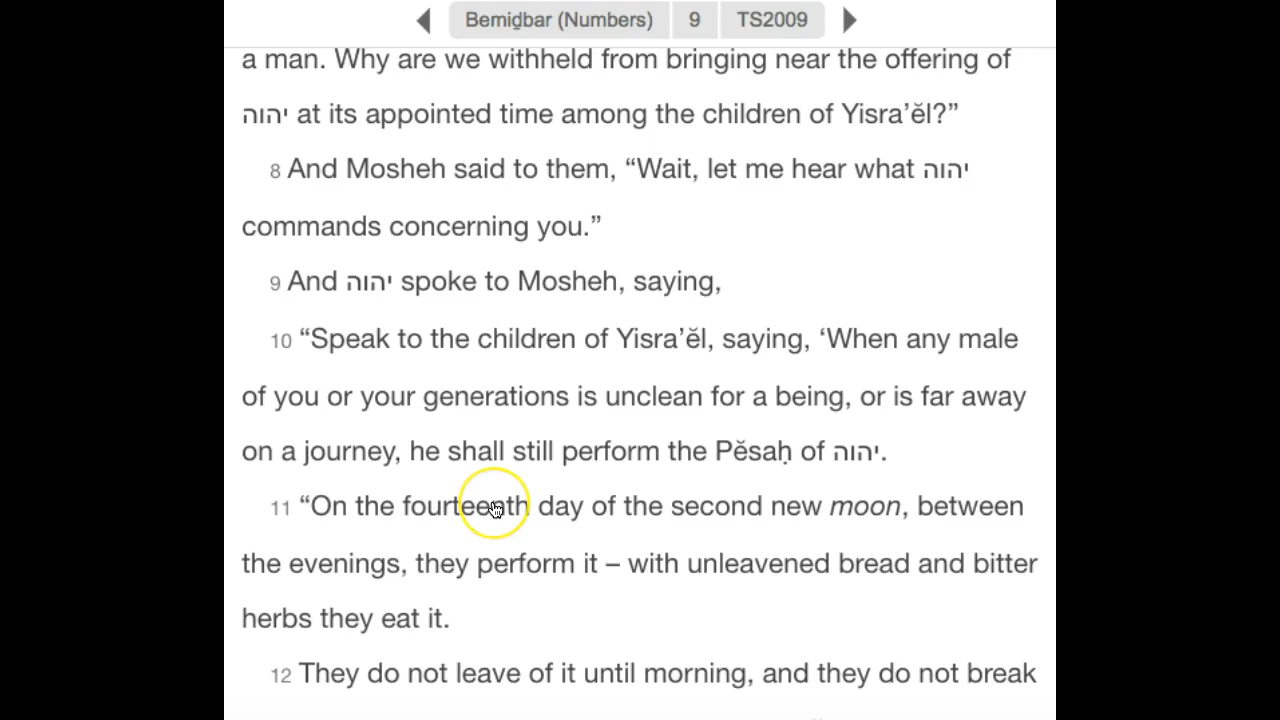 Bemiḏbar (Numbers) 9 TS2009
a man. Why are we withheld from bringing near the offering of
יהוה at its appointed time among the children of Yisra’ĕl?”
8 And Mosheh said to them, “Wait, let me hear what יהוה
commands concerning you.”
9 And יהוה spoke to Mosheh, saying,
10 “Speak to the children of Yisra’ĕl, saying, ‘When any male
of you or your generations is unclean for a being, or is far away
on a journey, he shall still perform the Pĕsaḥ of יהוה.
11 “On the fourteenth day of the second new moon, between
the evenings, they perform it – with unleavened bread and bitter
herbs they eat it.
12 They do not leave of it until morning, and they do not break